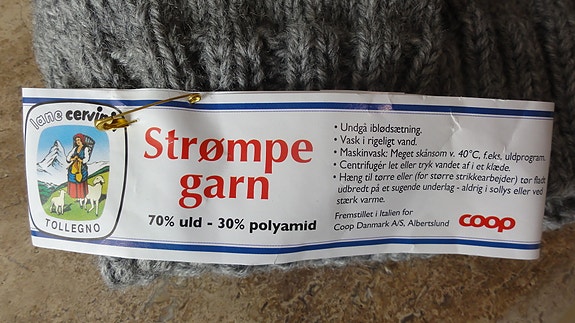 lane cervinia
TOLLEGNO
Strømpe
garn
70% uld - 30% polyamid
• Undgå iblødsætning.
• Vask i rigeligt vand.
• Maskinvask: Meget skånsom v. 40°C, f.eks. uldprogram.
• Centrifugér let eller tryk vandet af i et klæde.
• Hæng til tørre eller (for større strikkearbejder) tør fladt
udbredt på et sugende underlag - aldrig i sollys eller ved
stærk varme.
Fremstillet i Italien for
Coop Danmark A/S, Albertslund
coop